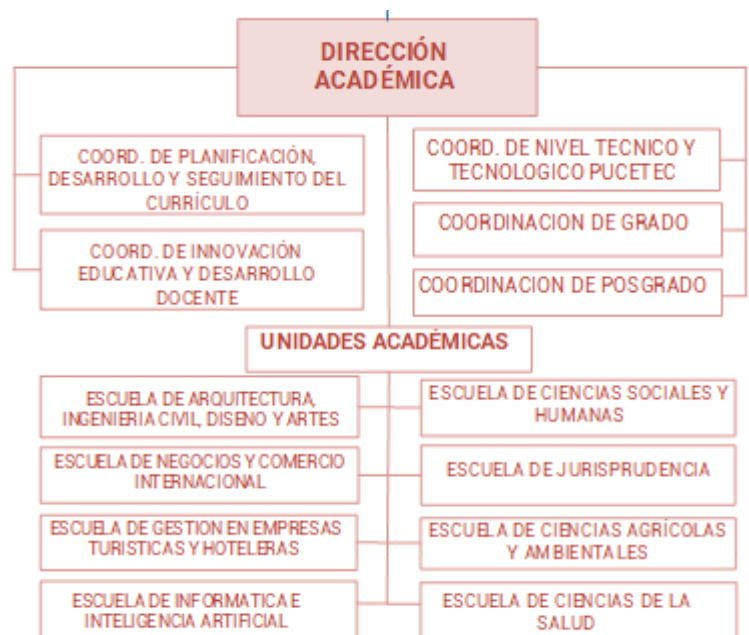 DIRECCIÓN
ACADÉMICA
COORD. DE PLANIFICACIÓN,
DESARROLLO Y SEGUIMIENTO DEL
CURRÍCULO
COORD. DE INNOVACIÓN
EDUCATIVA Y DESARROLLO
DOCENTE
COORD. DE NIVEL TECNICO Y
TECNOLOGICO PUCETEC
COORDINACION DE GRADO
COORDINACION DE POSGRADO
UNIDADES ACADÉMICAS
ESCUELA DE ARQUITECTURA,
INGENIERIA CIVIL, DISENO Y ARTES
ESCUELA DE CIENCIAS SOCIALES Y
HUMANAS
ESCUELA DE NEGOCIOS Y COMERCIO
INTERNACIONAL
ESCUELA DE JURISPRUDENCIA
ESCUELA DE GESTION EN EMPRESAS
TURISTICAS Y HOTELERAS
ESCUELA DE CIENCIAS AGRÍCOLAS
Y AMBIENTALES
ESCUELA DE INFORMATICA E
INTELIGENCIA ARTIFICIAL
ESCUELA DE CIENCIAS DE LA
SALUD